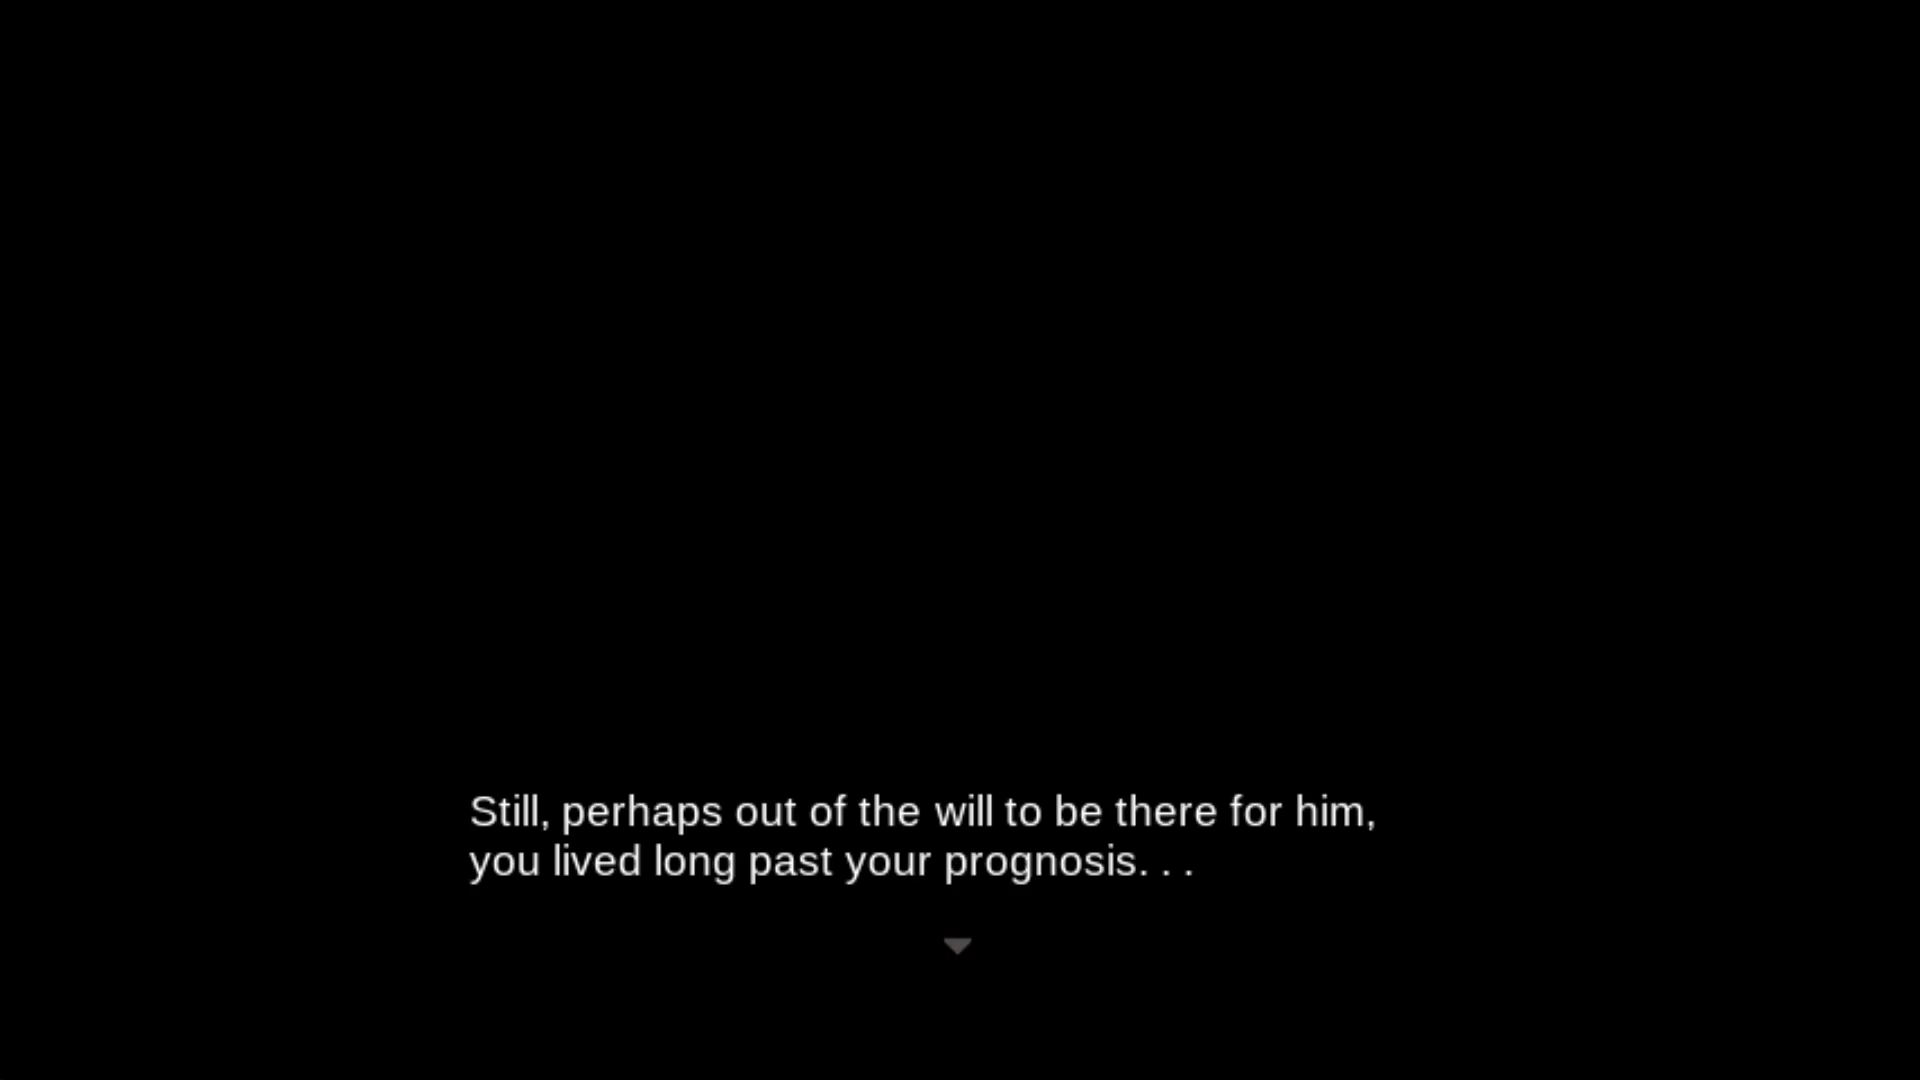 Still, perhaps out of the will to be there for him,
you lived long past your prognosis. . .